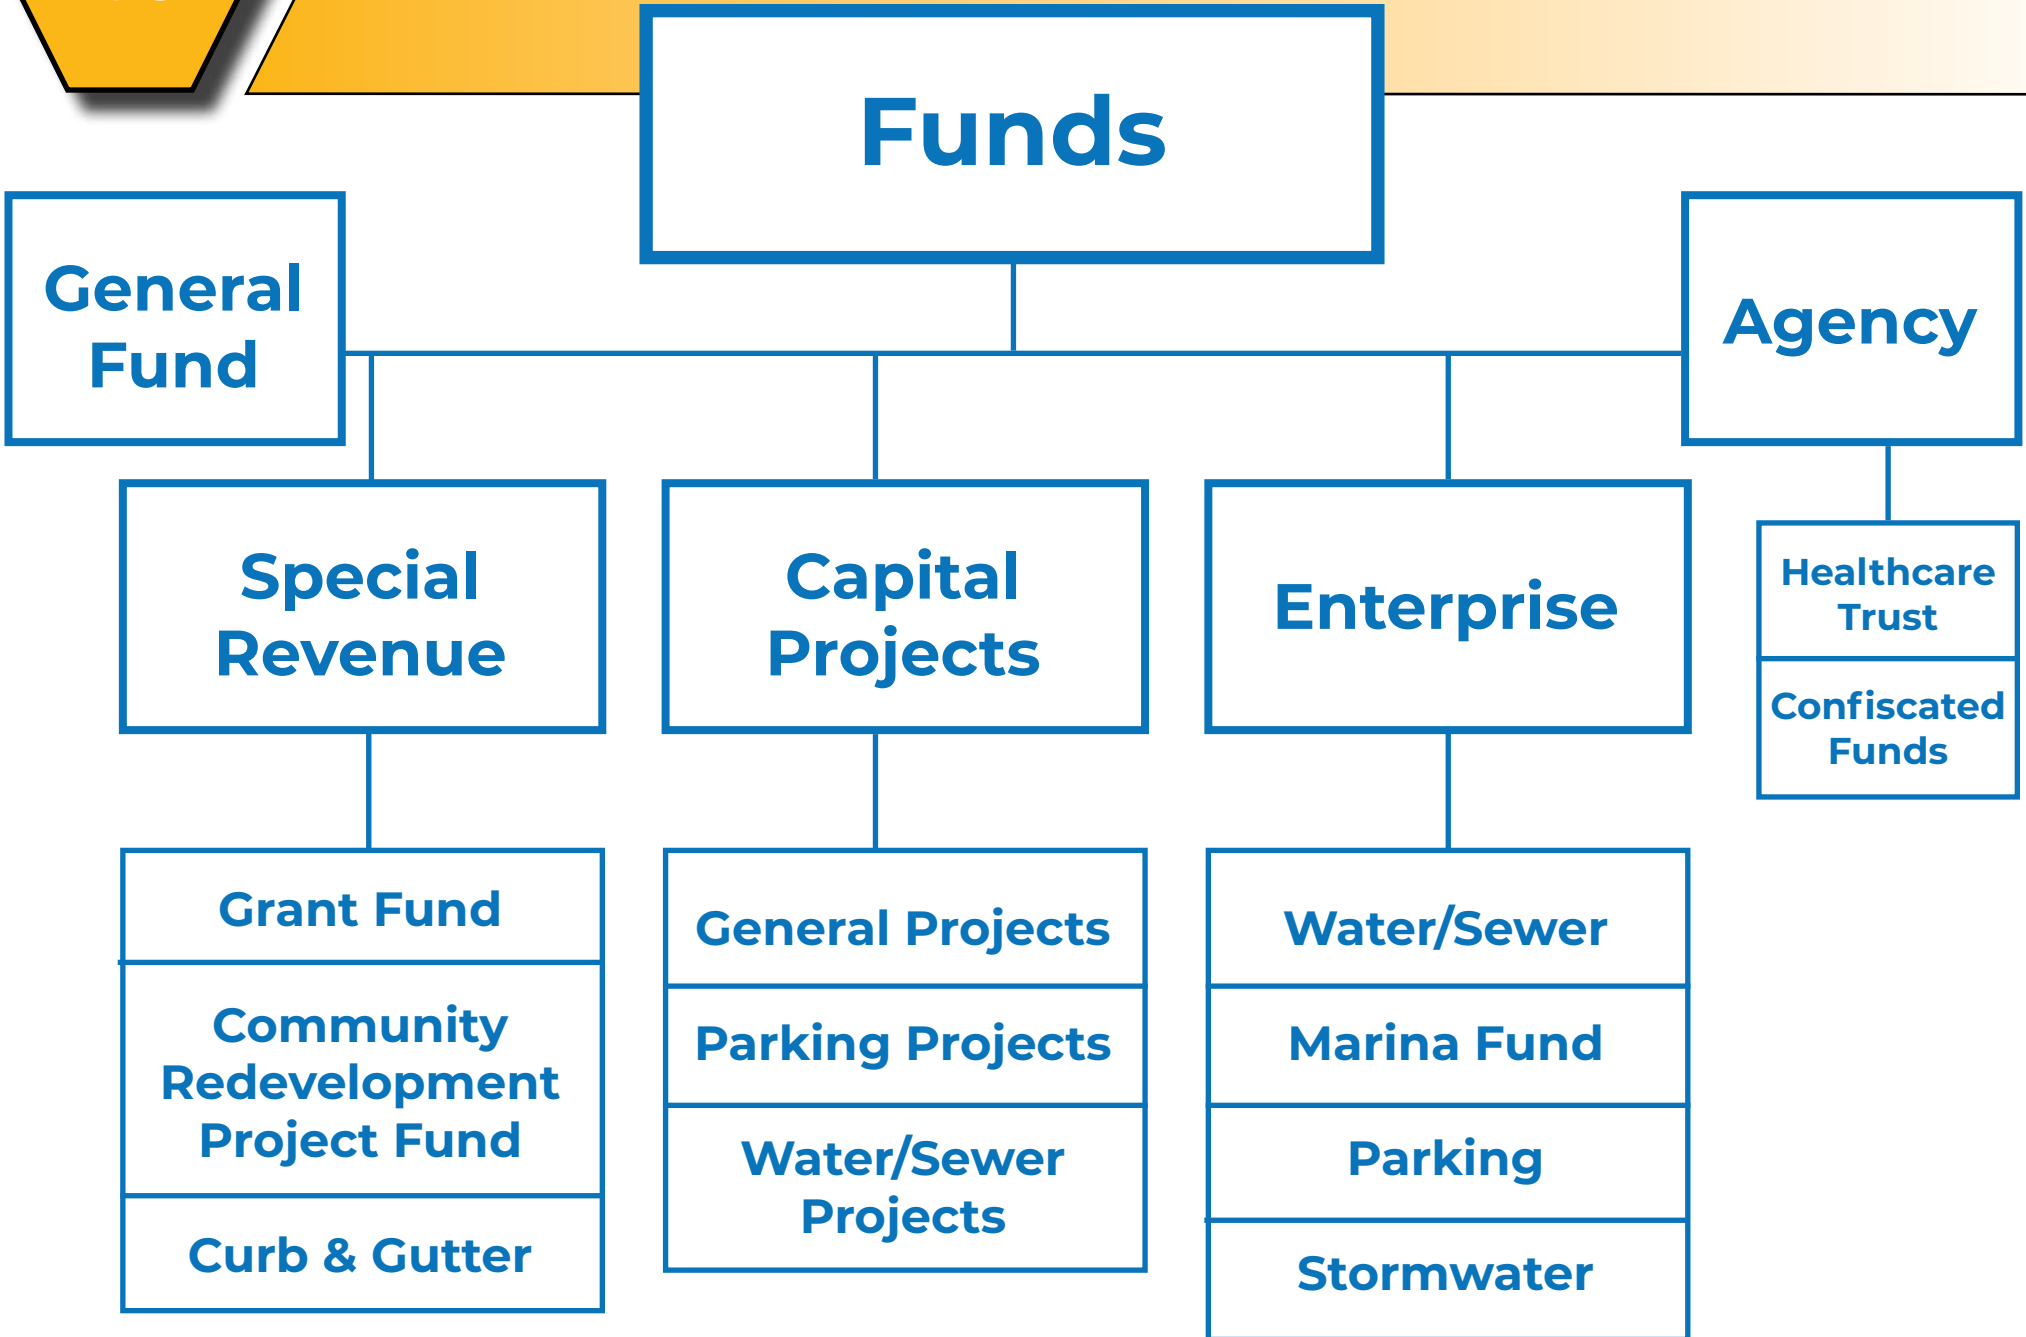 Funds
General
Fund
Agency
Special
Revenue
Capital
Projects
Enterprise
Healthcare
Trust
Confiscated
Funds
Grant Fund
Community
Redevelopment
Project Fund
Curb & Gutter
General Projects
Parking Projects
Water/Sewer
Projects
Water/Sewer
Marina Fund
Parking
Stormwater